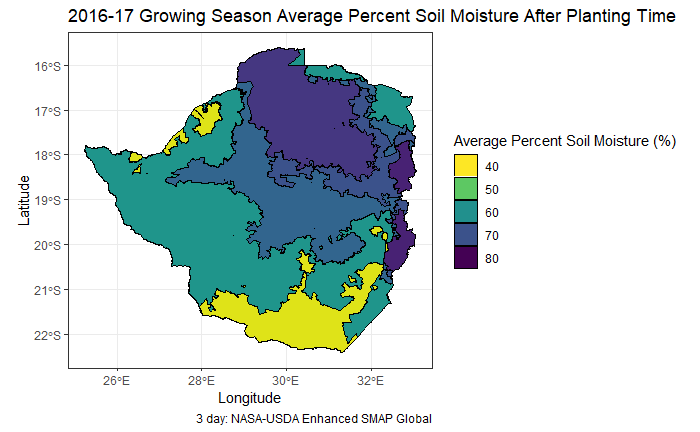 2016-17 Growing Season Average Percent Soil Moisture After Planting Time
16°S
17°S
18°S
19°S
20°S
21°S
22°S
Latitude
26°E 28°E 30°E 32°E
Longitude
Average Percent Soil Moisture (%)
40
50
60
70
80
3 day: NASA-USDA Enhanced SMAP Global